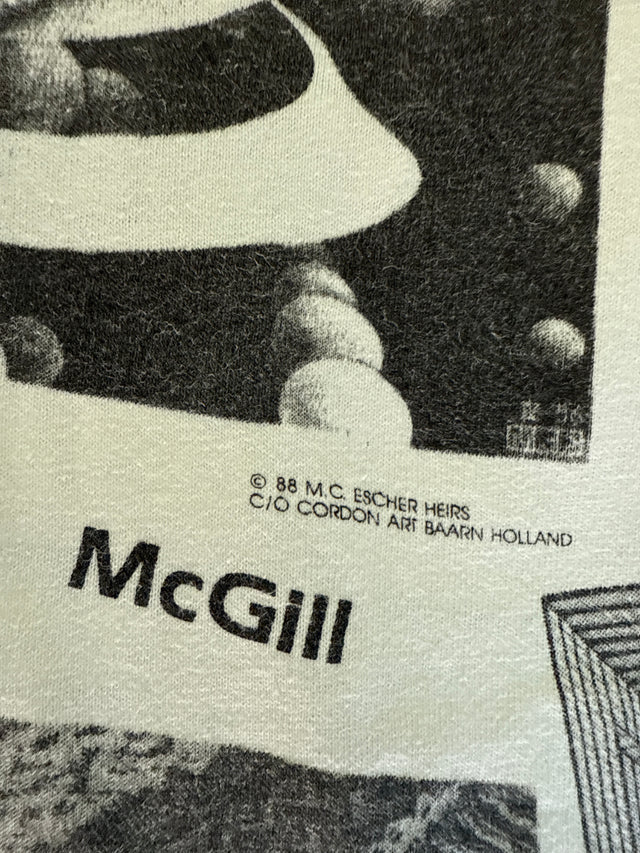 © 88 M.C. ESCHER HEIRS
C/O CORDON ART BAARN HOLLAND
McGill